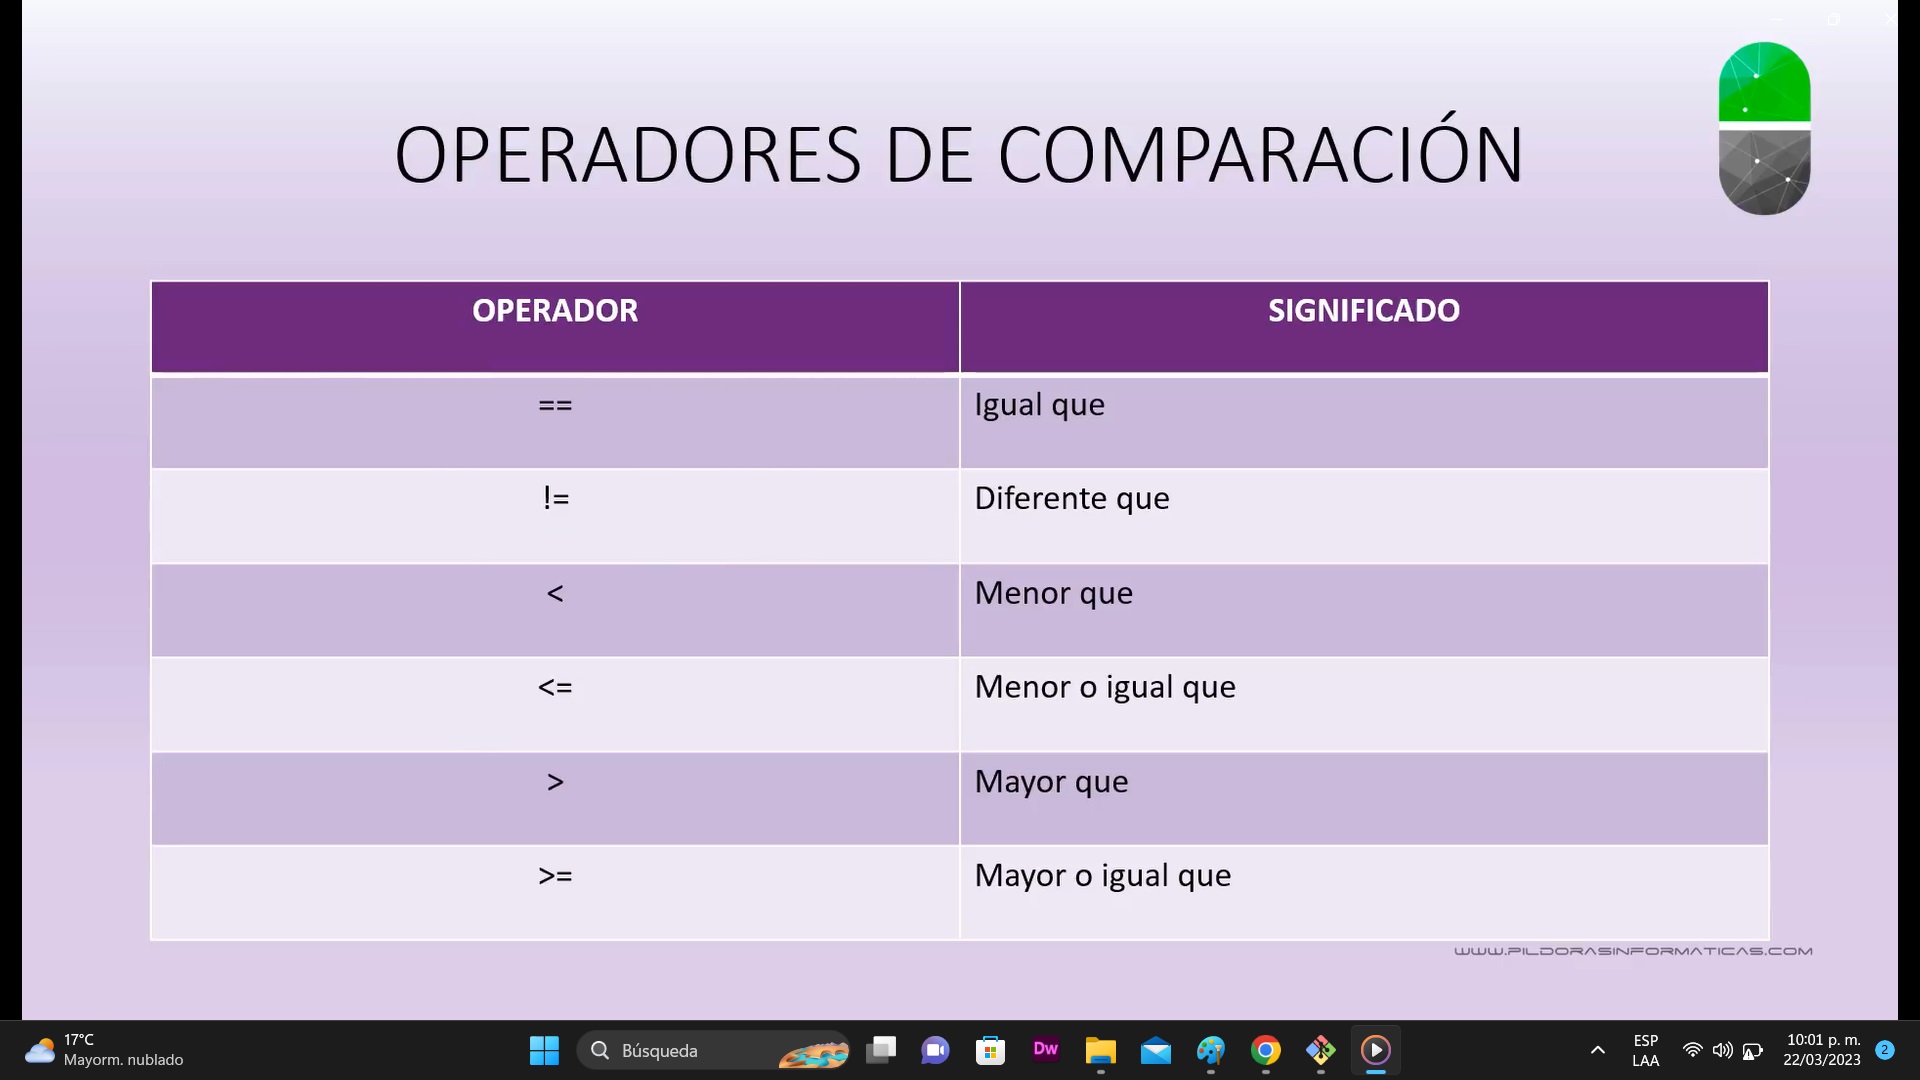 OPERADORES DE COMPARACIÓN
OPERADOR SIGNIFICADO
== Igual que
!= Diferente que
< Menor que
<= Menor o igual que
> Mayor que
>= Mayor o igual que
WWW.PILDORASINFORMATICAS.COM
17°C
Mayorm. nublado
Búsqueda
Dw
ESP
LAA
10:01 p. m.
22/03/2023
2